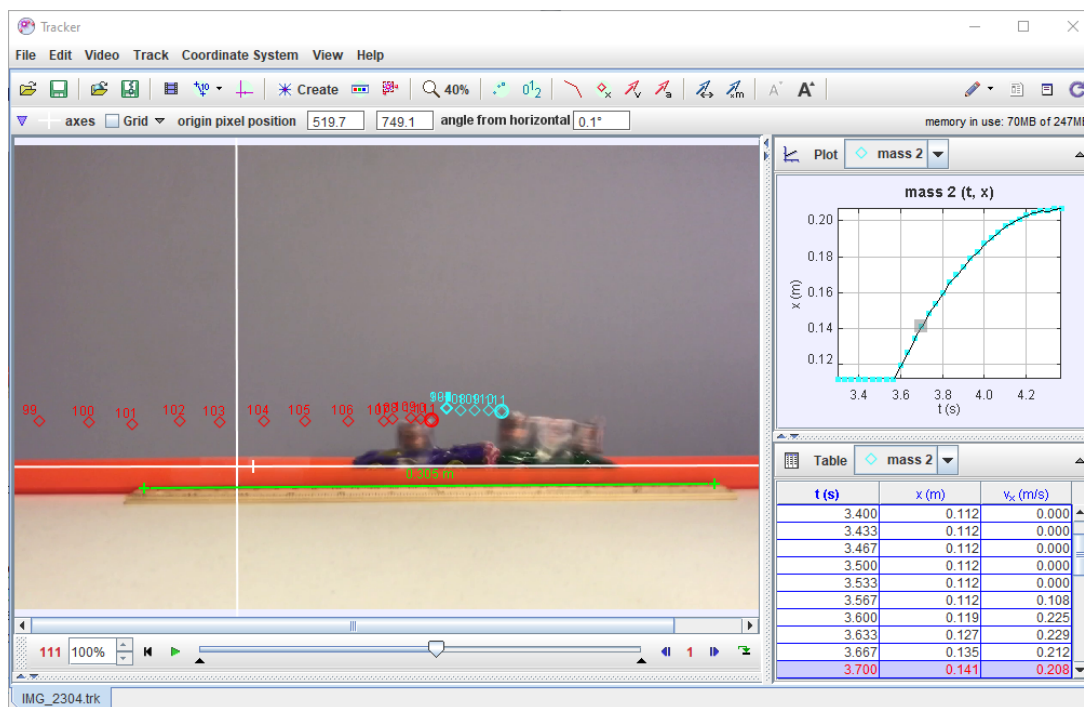 Tracker
File Edit Video Track Coordinate System View Help
Create 40%
axes Grid origin pixel position 519.7 749.1 angle from horizontal 0.1° memory in use: 70MB of 247MB
Plot mass 2
mass 2 (t, x)
0.20
0.18
0.16
0.14
0.12
x (m)
3.4 3.6 3.8 4.0 4.2
t (s)
99 100 101 102 103 104 105 106
0.305 m
Table mass 2
t (s) x (m) vx (m/s)
3.400 0.112 0.000
3.433 0.112 0.000
3.467 0.112 0.000
3.500 0.112 0.000
3.533 0.112 0.000
3.567 0.112 0.108
3.600 0.119 0.225
3.633 0.127 0.229
3.667 0.135 0.212
3.700 0.141 0.208
111 100% 1
IMG_2304.trk